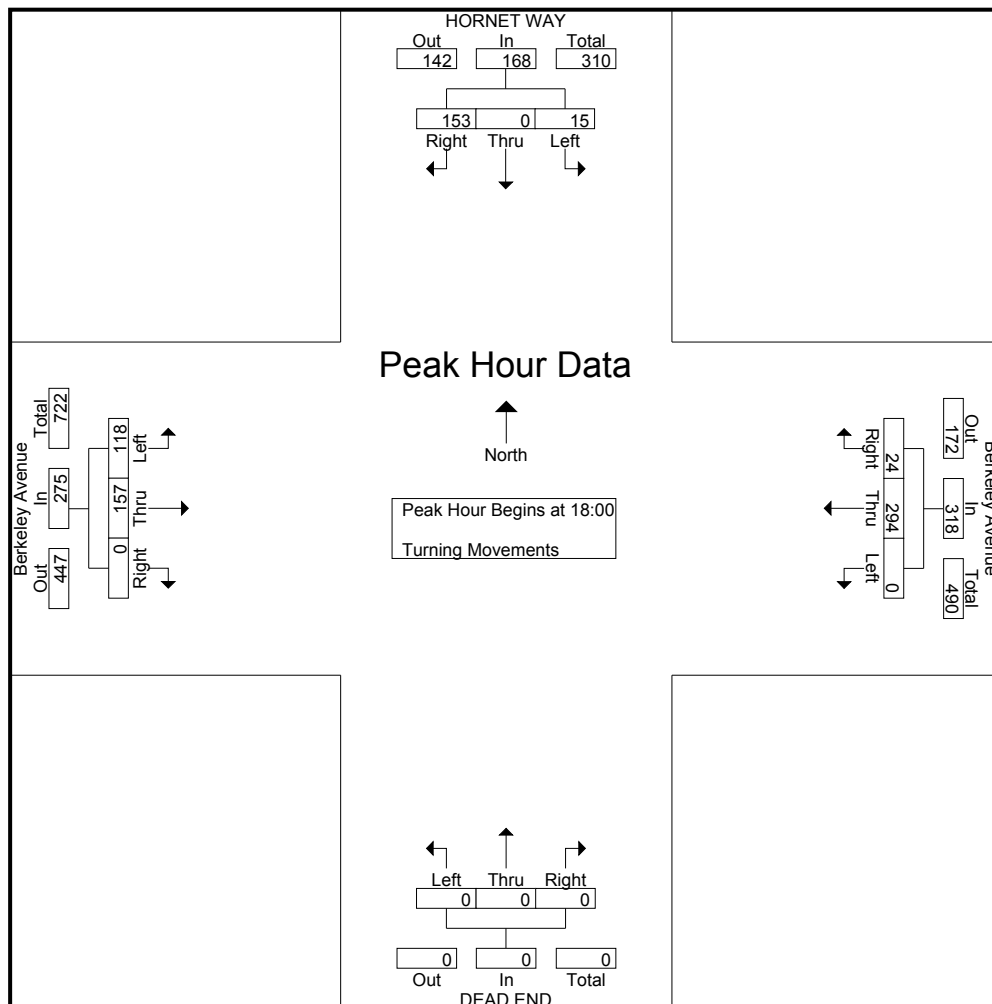 HORNET WAY
Out In Total
142 168 310
153 0 15
Right Thru Left
Peak Hour Data
North
Peak Hour Begins at 18:00
Turning Movements
Berkeley Avenue
Out In Total
447 275 722
Right Thru Left
0 157 118
Berkeley Avenue
Out In Total
172 318 490
24 294 0
Right Thru Left
Left Thru Right
0 0 0
0 0 0
Out In Total
DEAD END